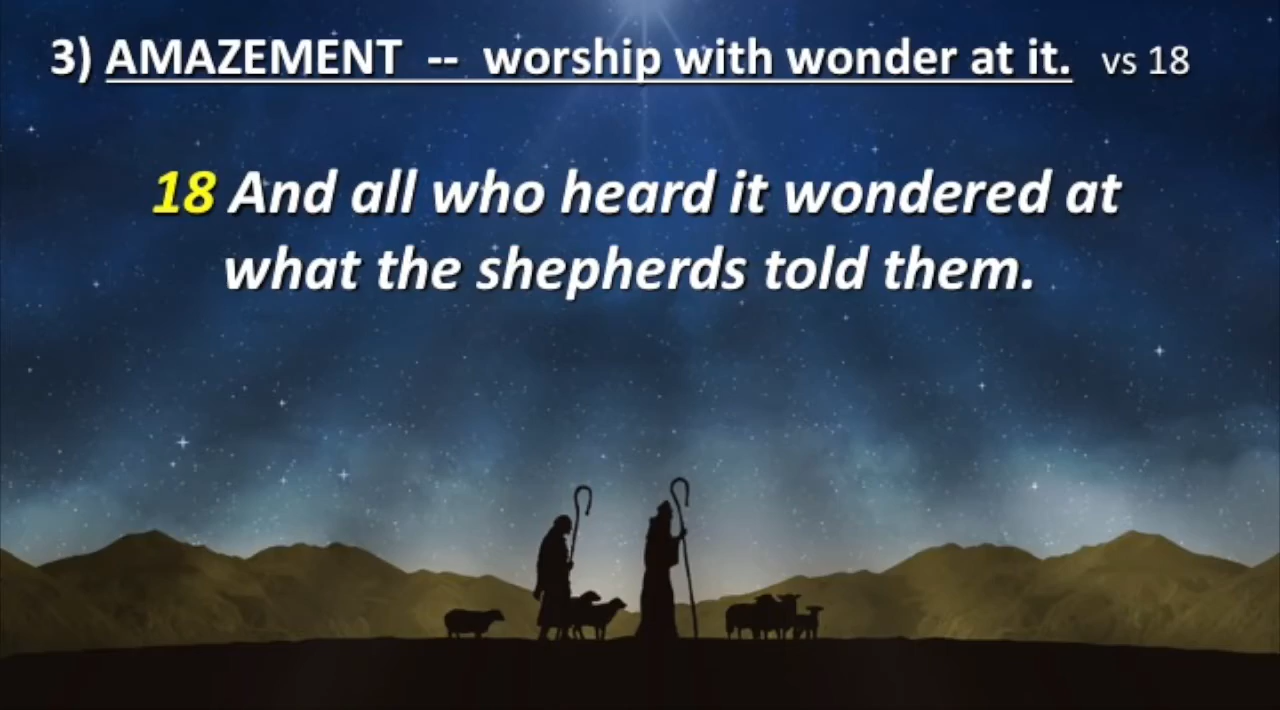 3) AMAZEMENT -- worship with wonder at it. vs 18
18 And all who heard it wondered at
what the shepherds told them.